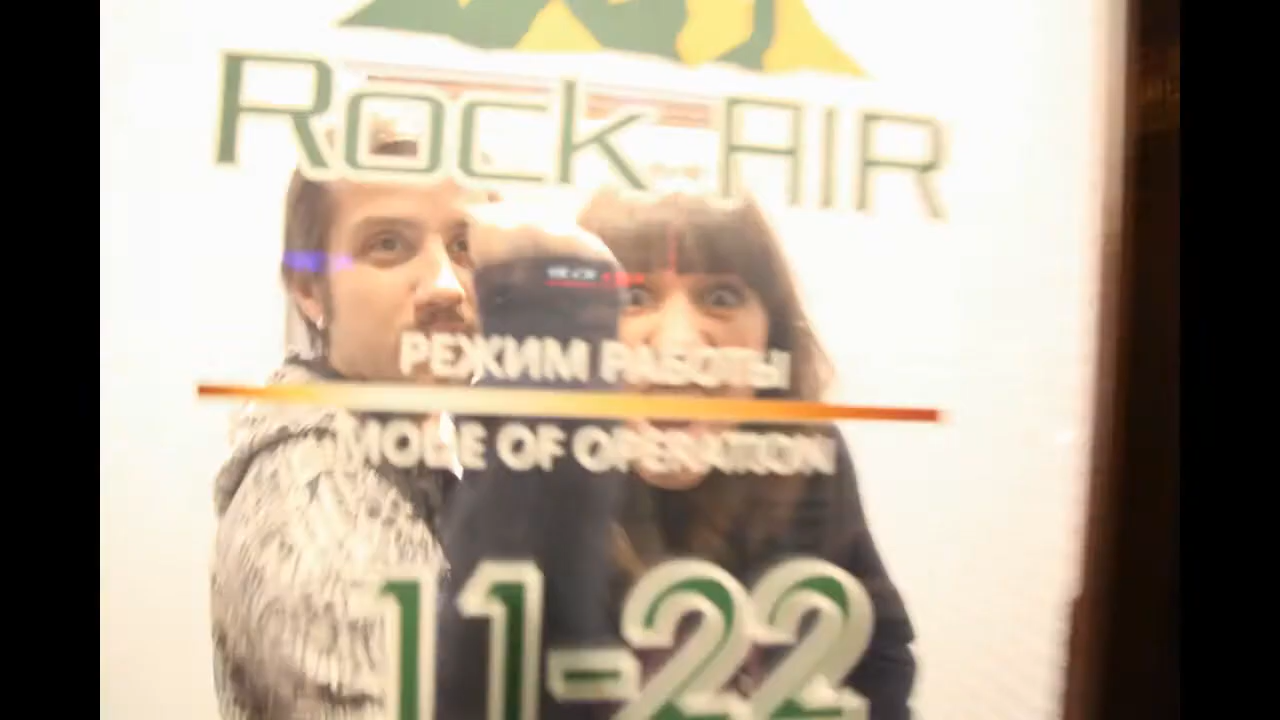 Rock AIR
РЕЖИМ РАБОТЫ
MODE OF OPERATION
11-22